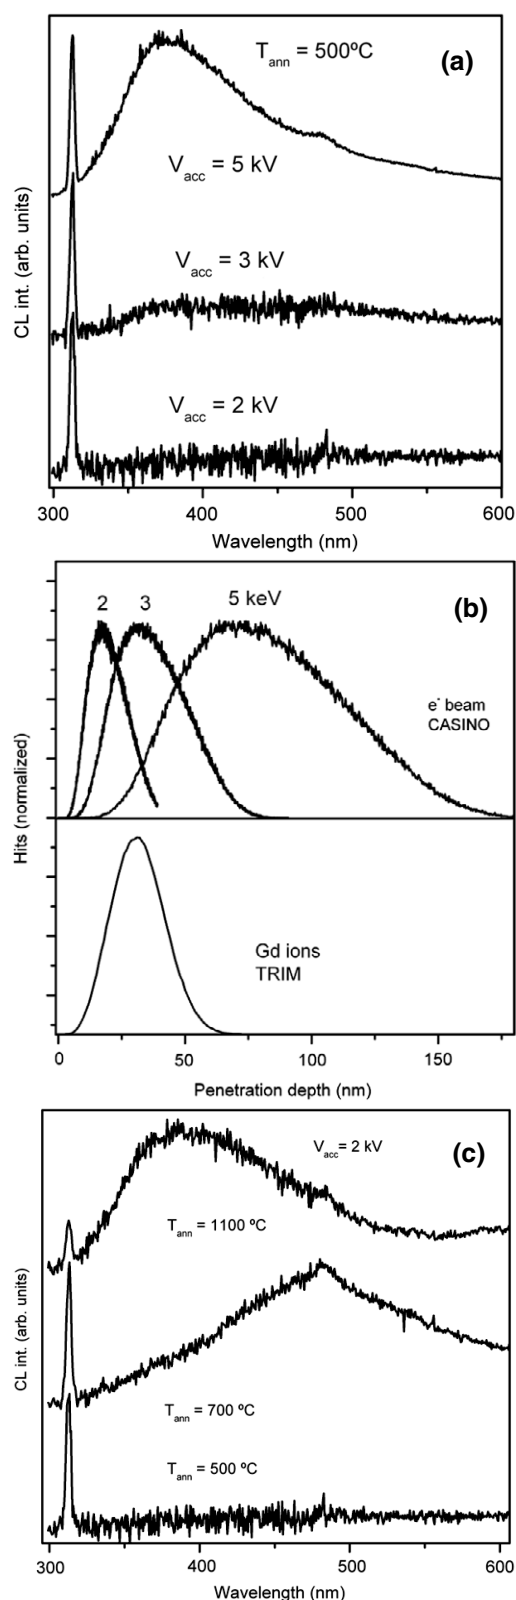 T_ann = 500ºC (a)
V_acc = 5 kV
V_acc = 3 kV
V_acc = 2 kV
CL int. (arb. units)
300 400 500 600
Wavelength (nm)
2 3 5 keV (b)
e⁻ beam
CASINO
Hits (normalized)
Gd ions
TRIM
0 50 100 150
Penetration depth (nm)
V_acc= 2 kV (c)
T_ann = 1100 ºC
CL int. (arb. units)
T_ann = 700 ºC
T_ann = 500 ºC
300 400 500 600
Wavelength (nm)